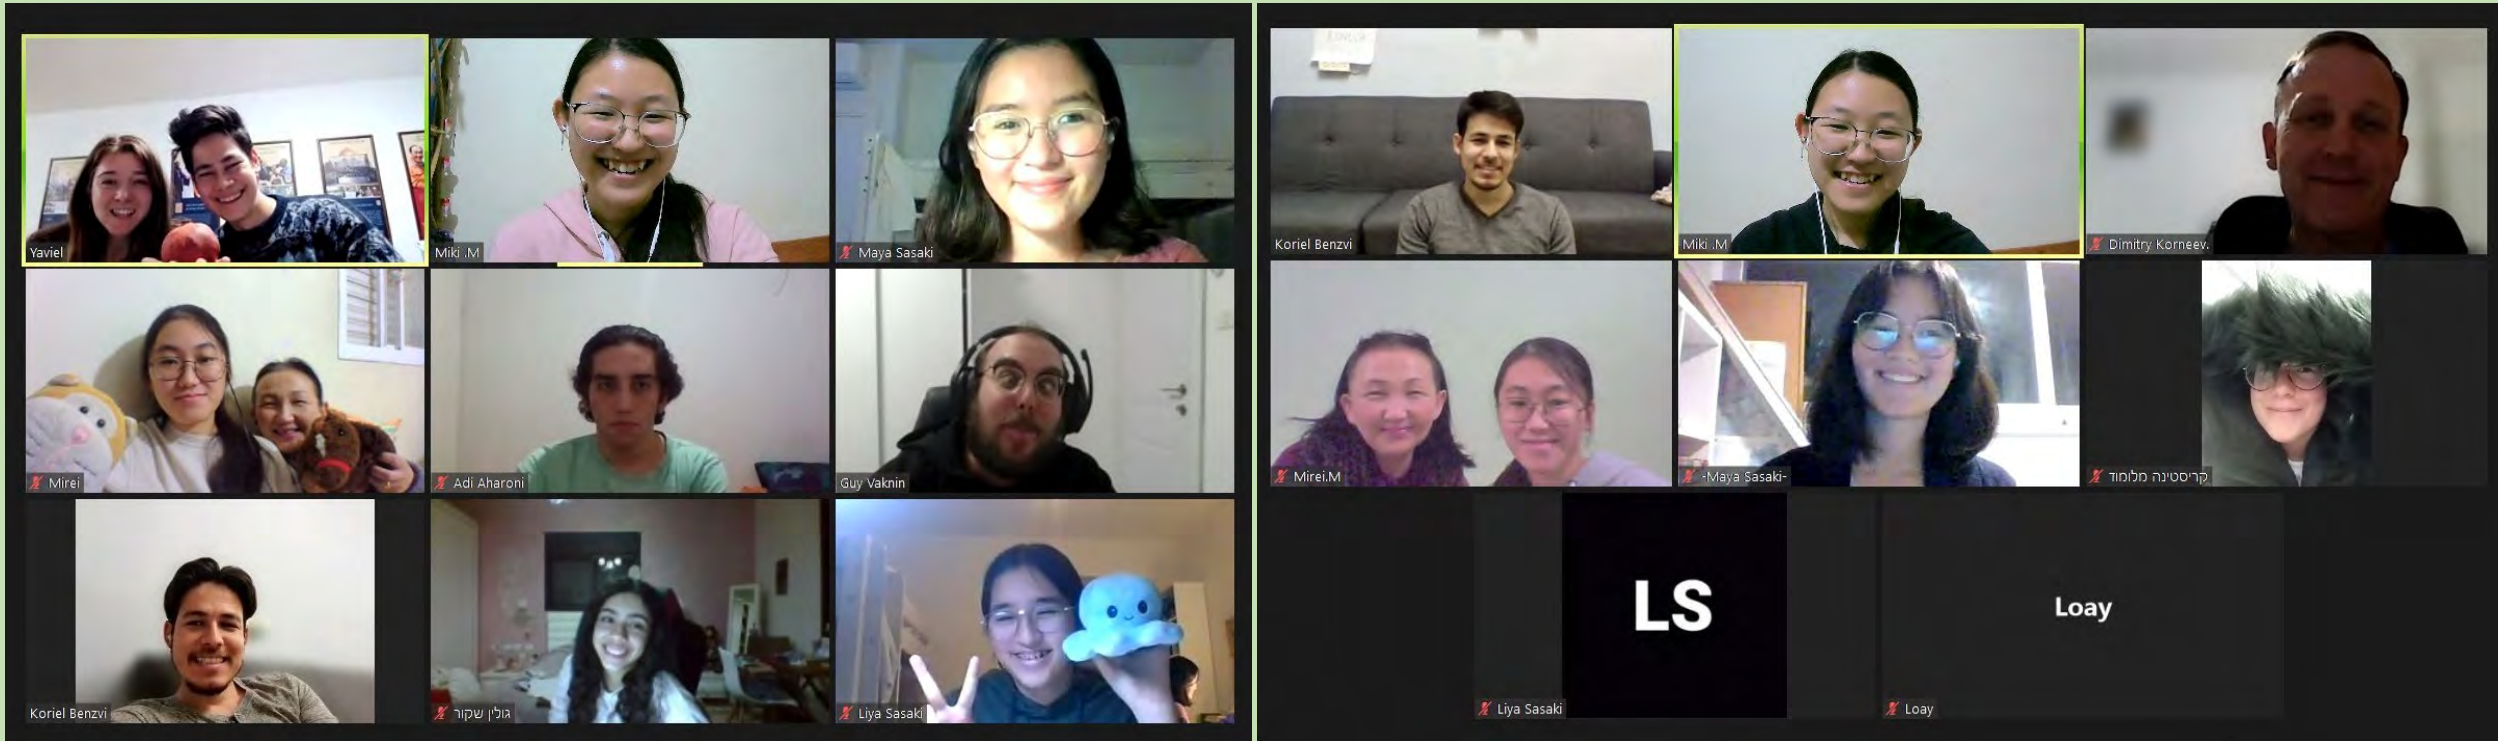 Yaviel
Miki .M
Maya Sasaki
Mirei
Adi Aharoni
Guy Vaknin
Koriel Benzvi
גולין שקור
Liya Sasaki
Koriel Benzvi
Miki .M
Dimitry Korneev.
Mirei.M
-Maya Sasaki-
קריסטינה מלומוד
LS
Liya Sasaki
Loay
Loay